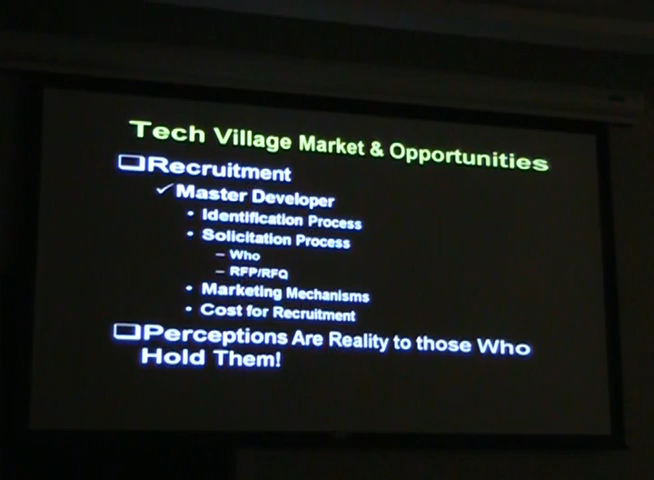 Tech Village Market & Opportunities
❑Recruitment
✓Master Developer
• Identification Process
• Solicitation Process
– Who
– RFP/RFQ
• Marketing Mechanisms
• Cost for Recruitment
❑Perceptions Are Reality to those Who
Hold Them!